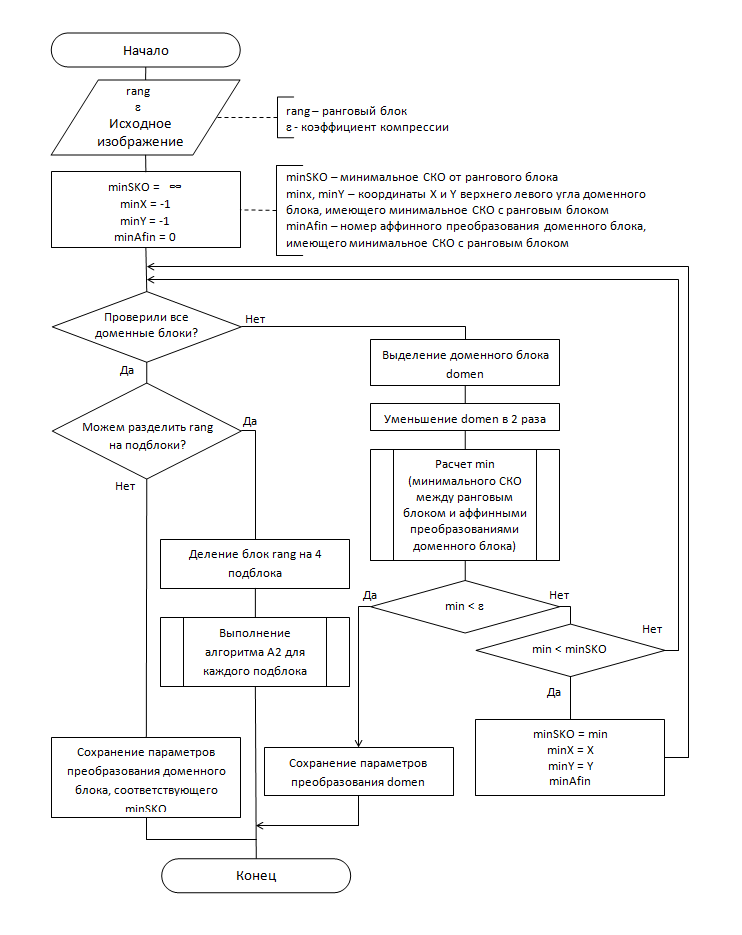 Начало
rang
ε
Исходное
изображение
rang – ранговый блок
ε - коэффициент компрессии
minSKO = ∞
minX = -1
minY = -1
minAfin = 0
minSKO – минимальное СКО от рангового блока
minx, minY – координаты X и Y верхнего левого угла доменного
блока, имеющего минимальное СКО с ранговым блоком
minAfin – номер аффинного преобразования доменного блока,
имеющего минимальное СКО с ранговым блоком
Проверили все
доменные блоки?
Нет
Да
Выделение доменного блока
domen
Уменьшение domen в 2 раза
Можем разделить rang
на подблоки?
Да
Нет
Расчет min
(минимального СКО
между ранговым
блоком и аффинными
преобразованиями
доменного блока)
Деление блок rang на 4
подблока
Да
min < ε
Нет
Выполнение
алгоритма А2 для
каждого подблока
min < minSKO
Нет
Да
Сохранение параметров
преобразования доменного
блока, соответствующего
minSKO
Сохранение параметров
преобразования domen
minSKO = min
minX = X
minY = Y
minAfin
Конец